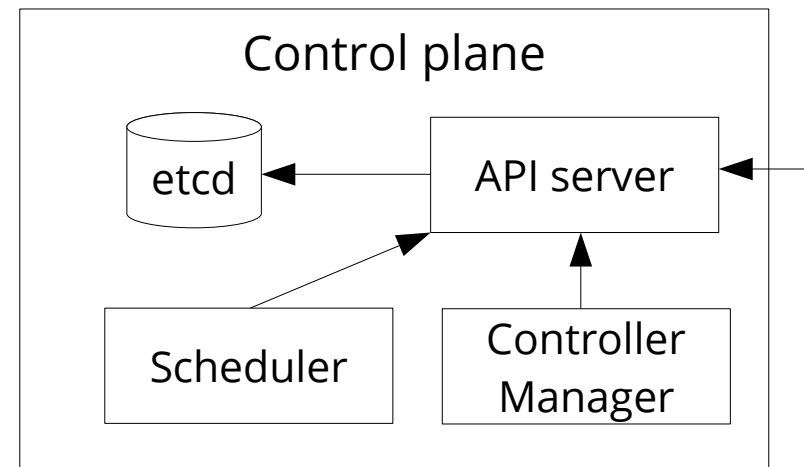 Control plane
etcd
API server
Scheduler
Controller
Manager